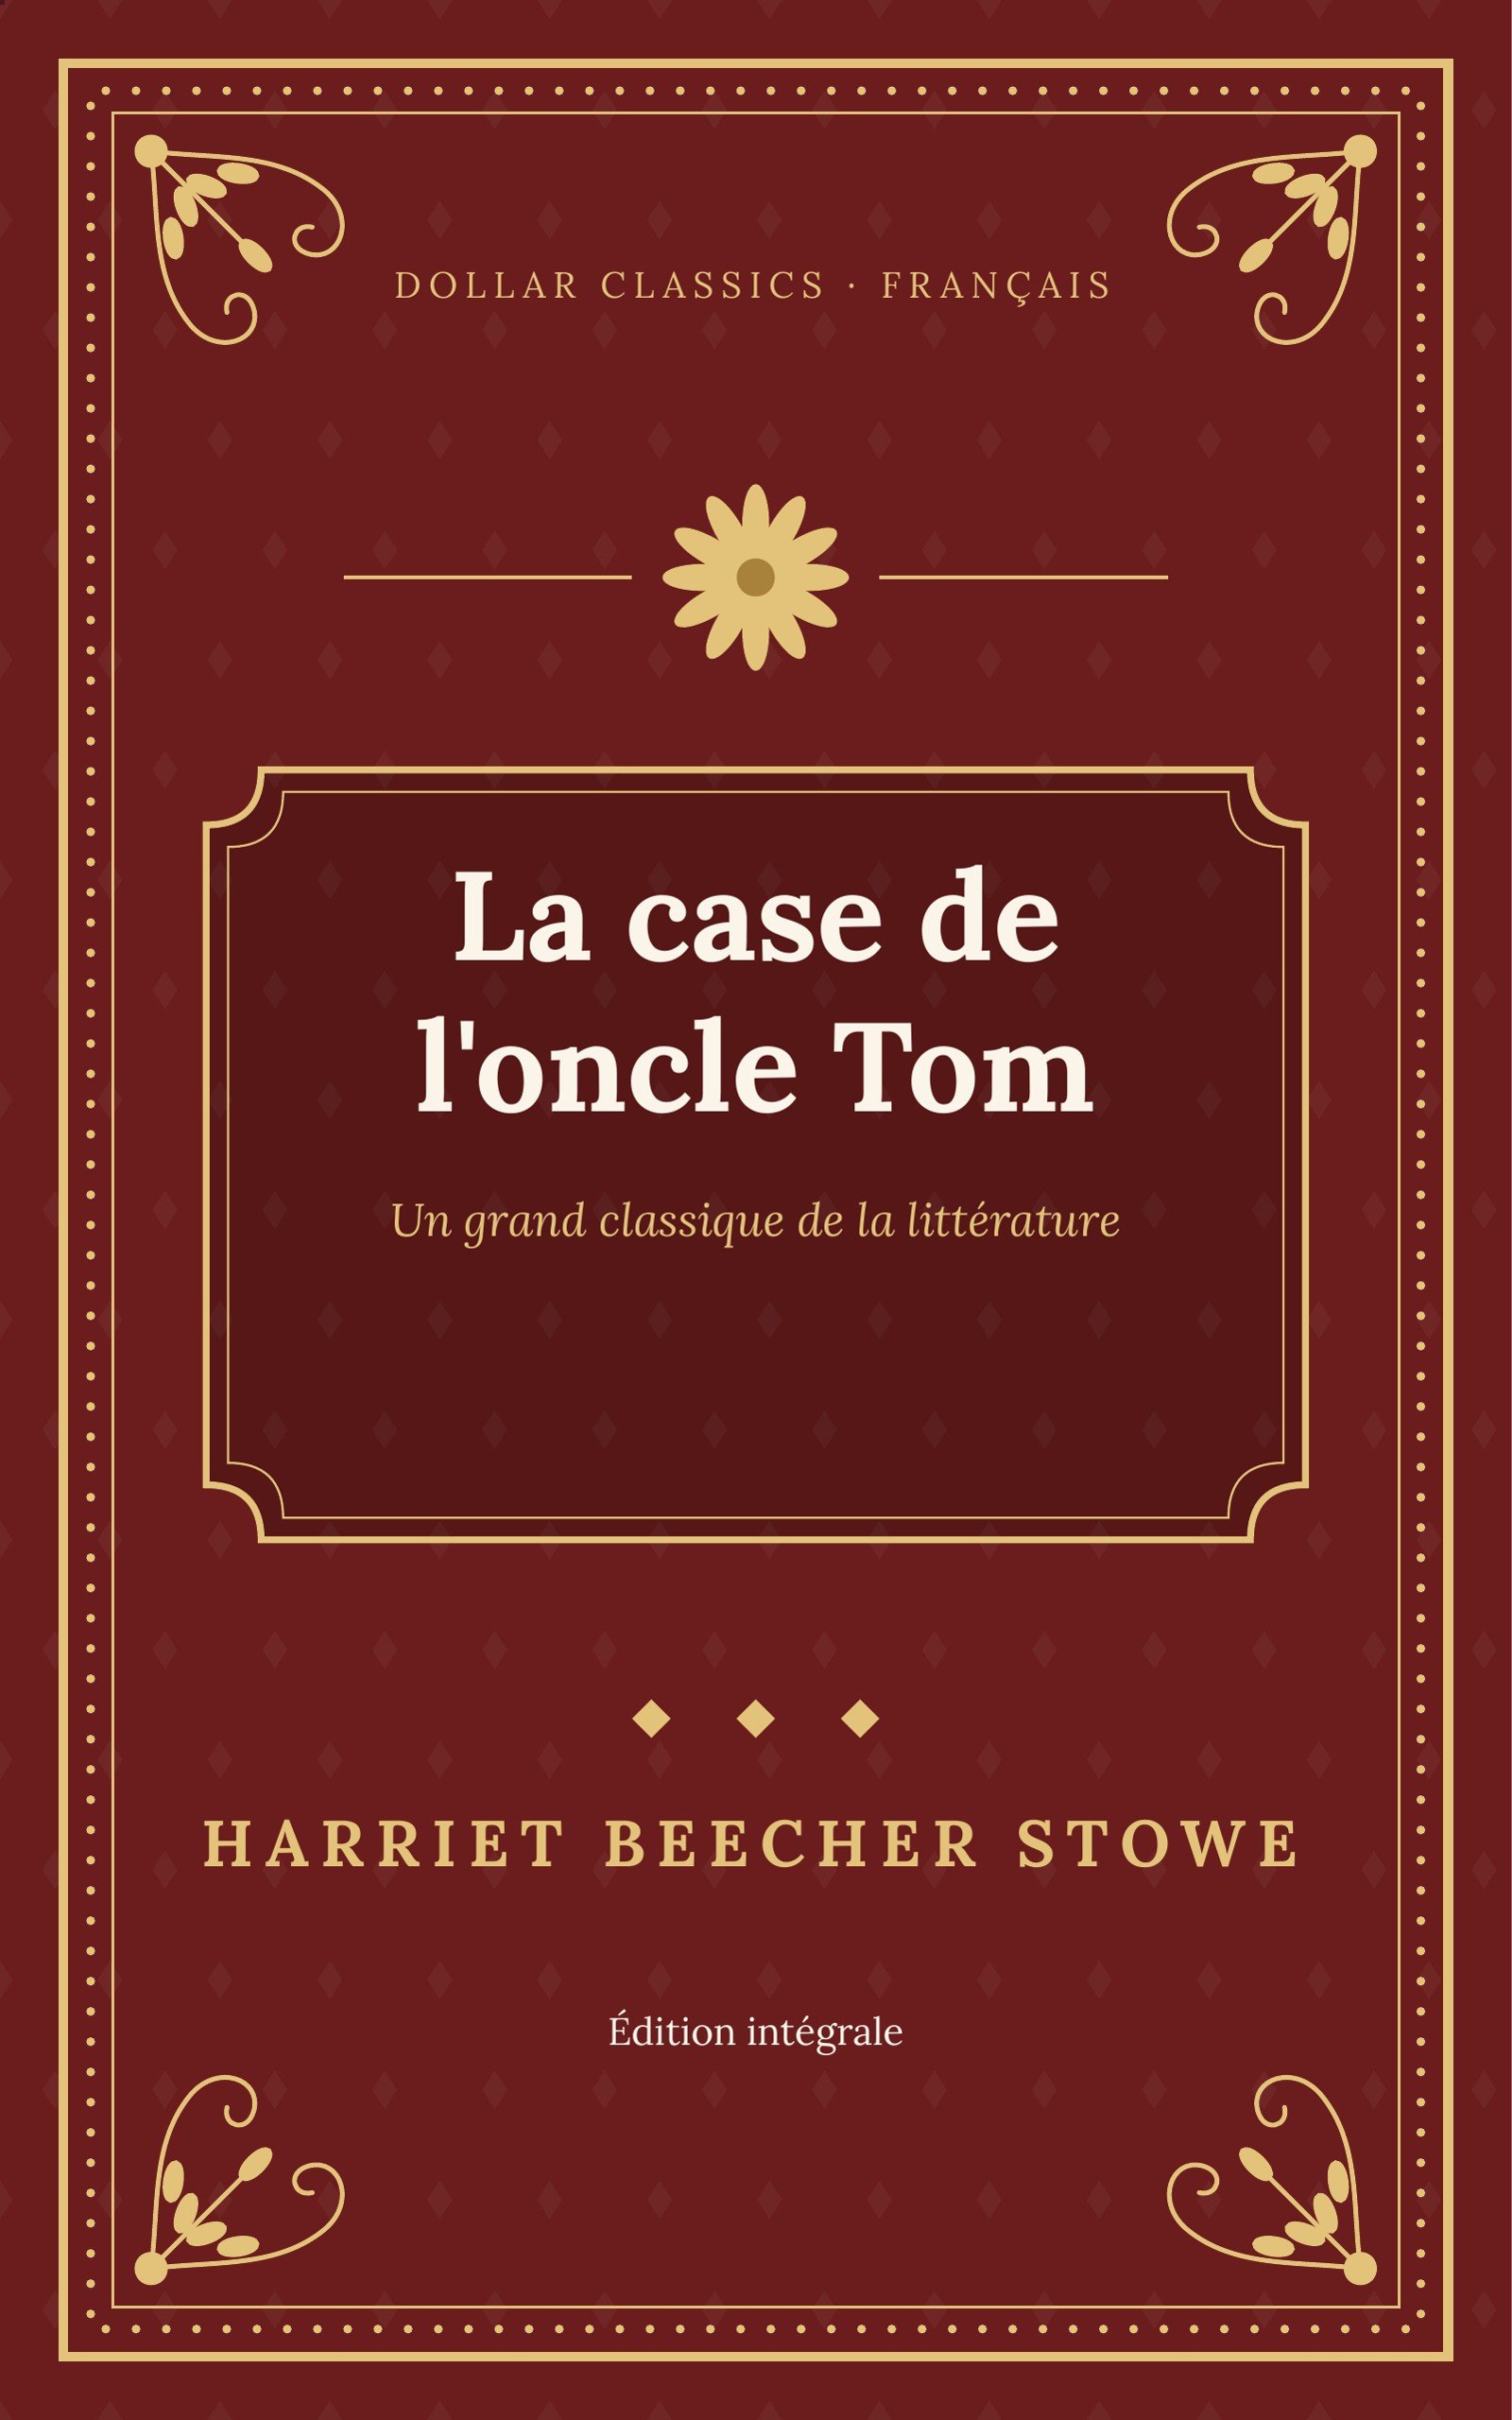 DOLLAR CLASSICS · FRANÇAIS
La case de
l'oncle Tom
Un grand classique de la littérature
HARRIET BEECHER STOWE
Édition intégrale